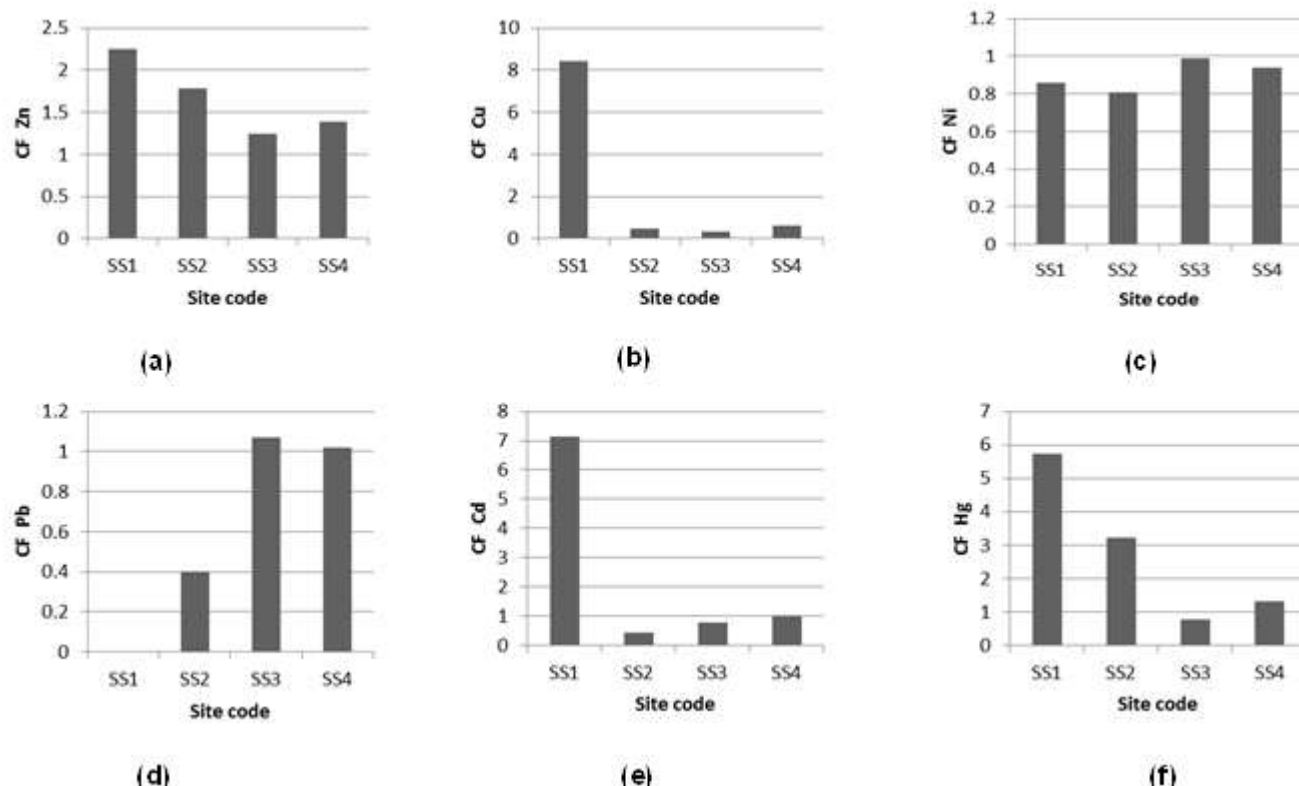 CF Zn
2.5
2
1.5
1
0.5
0
SS1 SS2 SS3 SS4
Site code
(a)
CF Cu
10
8
6
4
2
0
SS1 SS2 SS3 SS4
Site code
(b)
CF Ni
1.2
1
0.8
0.6
0.4
0.2
0
SS1 SS2 SS3 SS4
Site code
(c)
CF Pb
1.2
1
0.8
0.6
0.4
0.2
0
SS1 SS2 SS3 SS4
Site code
(d)
CF Cd
8
7
6
5
4
3
2
1
0
SS1 SS2 SS3 SS4
Site code
(e)
CF Hg
7
6
5
4
3
2
1
0
SS1 SS2 SS3 SS4
Site code
(f)